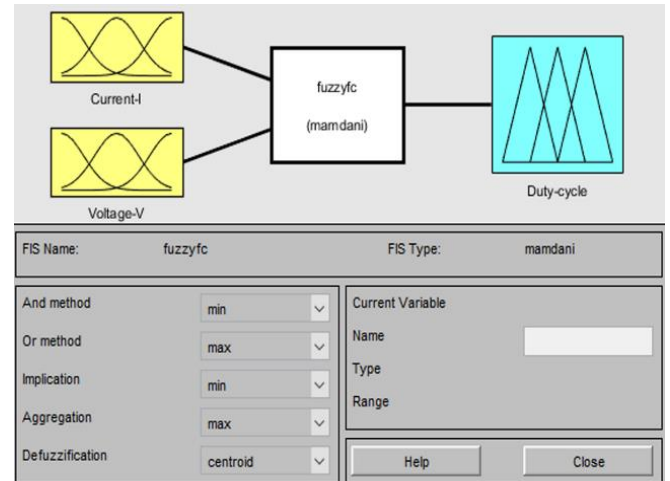 Current-I
Voltage-V
fuzzyfc
(mamdani)
Duty-cycle
FIS Name: fuzzyfc FIS Type: mamdani
And method min
Or method max
Implication min
Aggregation max
Defuzzification centroid
Current Variable
Name
Type
Range
Help Close